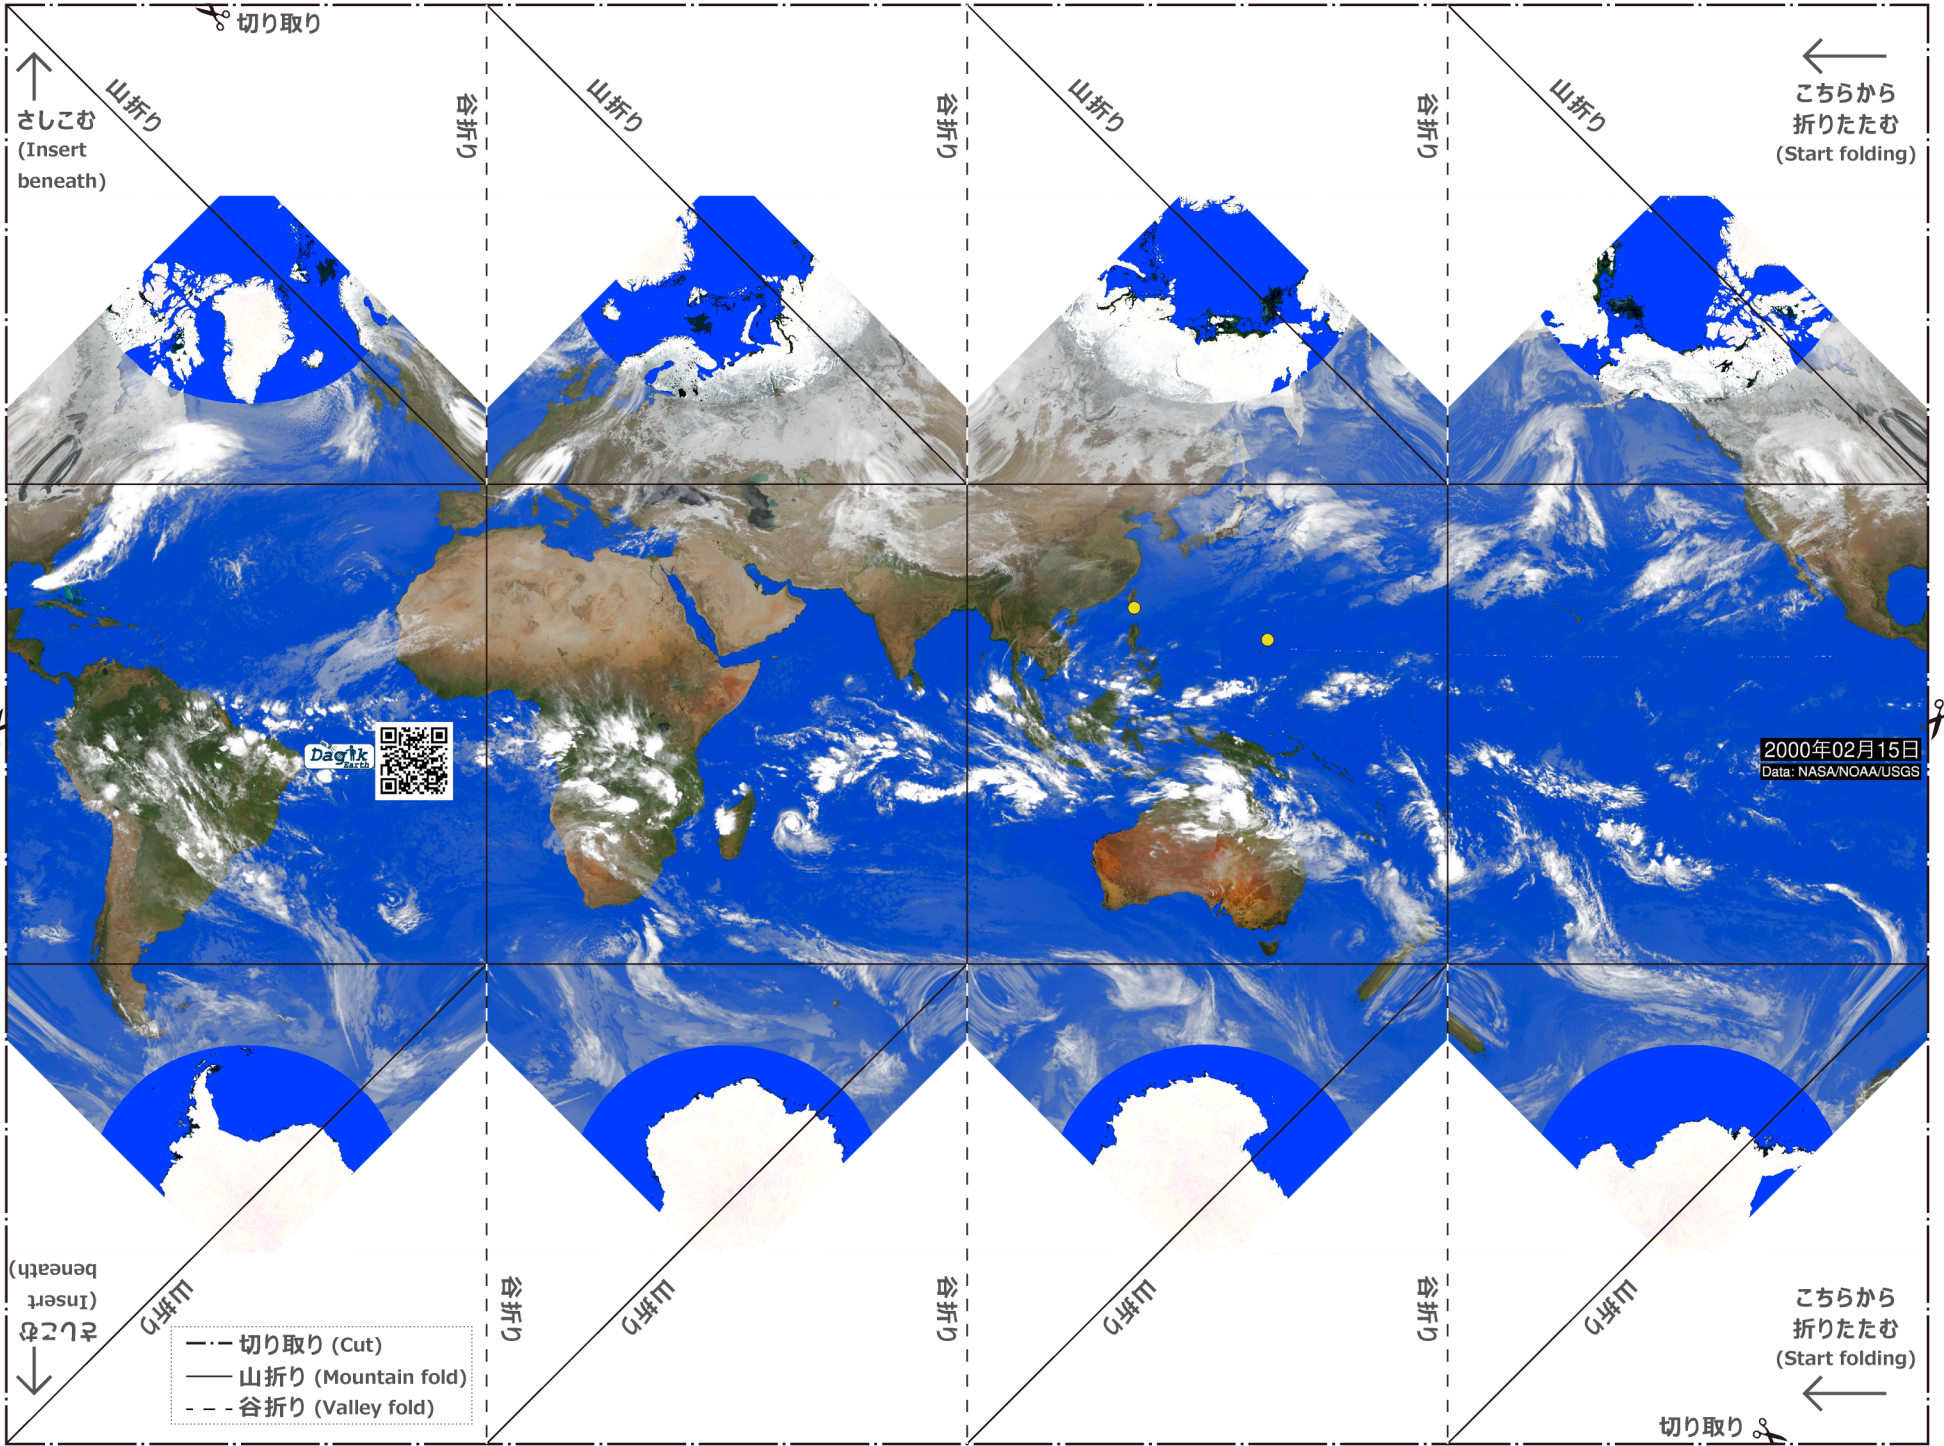 切り取り
山折り
谷折り
山折り
谷折り
山折り
谷折り
山折り
さしこむ
(Insert
beneath)
こちらから
折りたたむ
(Start folding)
Dagik
Earth
2000年02月15日
Data: NASA/NOAA/USGS
さしこむ
(Insert
beneath)
山折り
谷折り
山折り
谷折り
山折り
谷折り
山折り
切り取り (Cut)
山折り (Mountain fold)
谷折り (Valley fold)
こちらから
折りたたむ
(Start folding)
切り取り